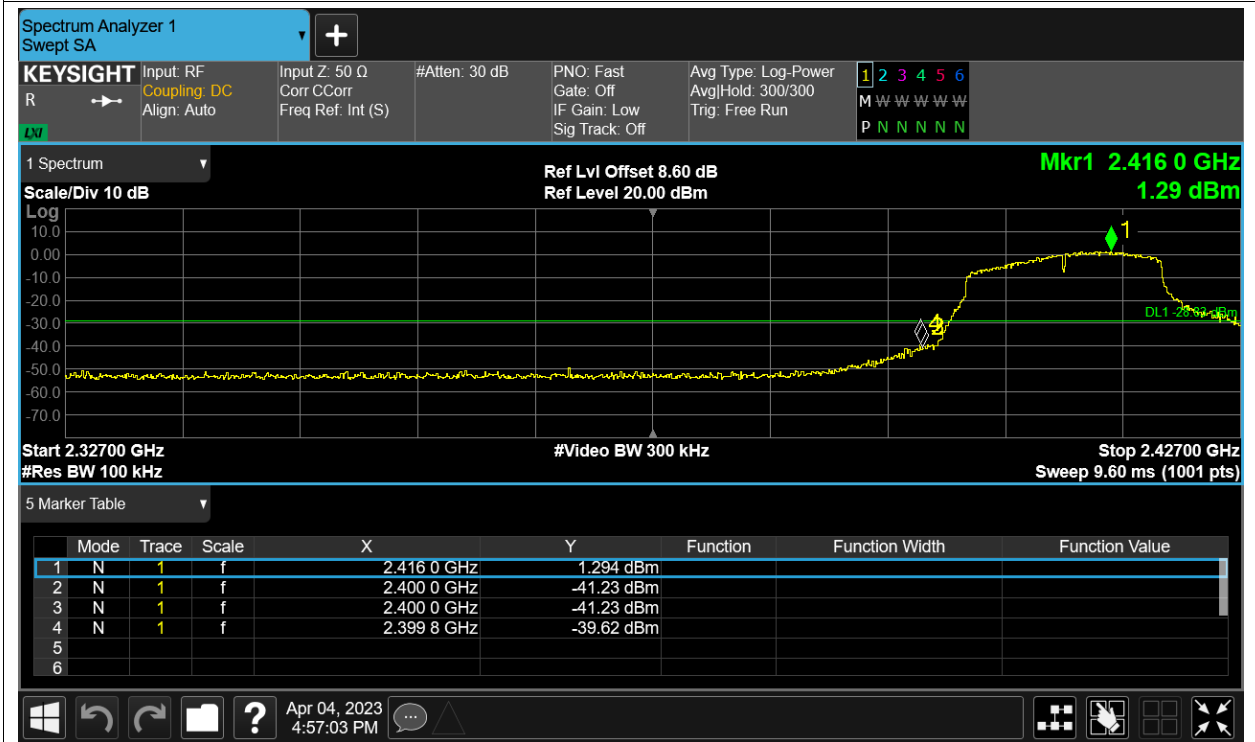 Spectrum Analyzer 1
Swept SA
KEYSIGHT
R
LXI
Input: RF
Coupling: DC
Align: Auto
Input Z: 50 Ω
Corr CCorr
Freq Ref: Int (S)
#Atten: 30 dB
PNO: Fast
Gate: Off
IF Gain: Low
Sig Track: Off
Avg Type: Log-Power
Avg|Hold: 300/300
Trig: Free Run
1 2 3 4 5 6
M W W W W W
P N N N N N
1 Spectrum
Scale/Div 10 dB
Ref Lvl Offset 8.60 dB
Ref Level 20.00 dBm
Mkr1 2.416 0 GHz
1.29 dBm
Log
10.0
0.00
-10.0
-20.0
-30.0
-40.0
-50.0
-60.0
-70.0
1
4
Start 2.32700 GHz
#Video BW 300 kHz
Stop 2.42700 GHz
#Res BW 100 kHz
Sweep 9.60 ms (1001 pts)
5 Marker Table
Mode Trace Scale X Y Function Function Width Function Value
1 N 1 f 2.416 0 GHz 1.294 dBm
2 N 1 f 2.400 0 GHz -41.23 dBm
3 N 1 f 2.400 0 GHz -41.23 dBm
4 N 1 f 2.399 8 GHz -39.62 dBm
5
6
?
Apr 04, 2023
4:57:03 PM